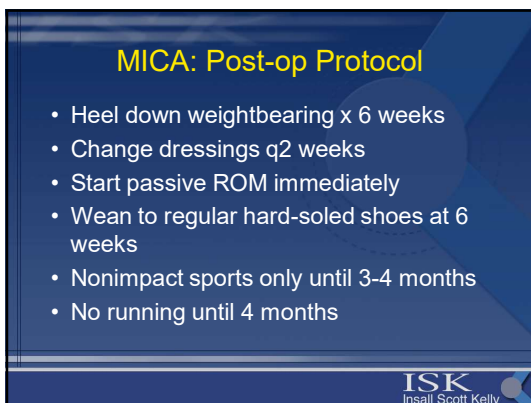 MICA: Post-op Protocol
• Heel down weightbearing x 6 weeks
• Change dressings q2 weeks
• Start passive ROM immediately
• Wean to regular hard-soled shoes at 6
weeks
• Nonimpact sports only until 3-4 months
• No running until 4 months
ISK
Insall Scott Kelly